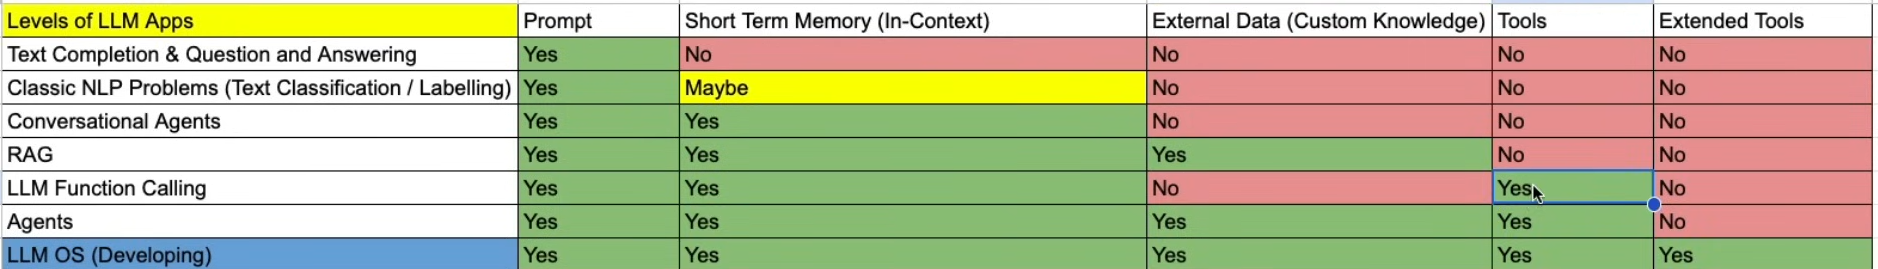 Levels of LLM Apps Prompt Short Term Memory (In-Context) External Data (Custom Knowledge) Tools Extended Tools
Text Completion & Question and Answering Yes No No No No
Classic NLP Problems (Text Classification / Labelling) Yes Maybe No No No
Conversational Agents Yes Yes No No No
RAG Yes Yes Yes No No
LLM Function Calling Yes Yes No Yes No
Agents Yes Yes Yes Yes No
LLM OS (Developing) Yes Yes Yes Yes Yes